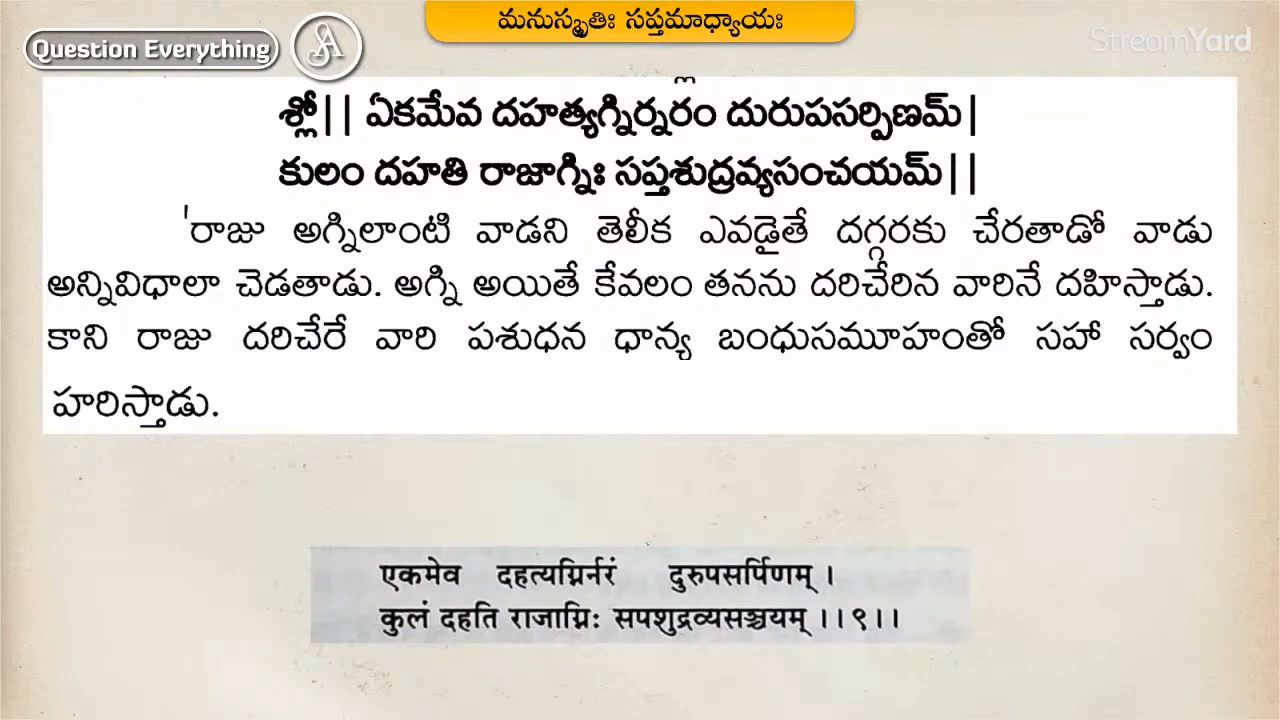 మనుస్మృతిః సప్తమాధ్యాయః
Question Everything
StreamYard
శ్లో|| ఏకమేవ దహత్యగ్నిర్నరం దురుపసర్పిణమ్|
కులం దహతి రాజాగ్నిః సప్తశుద్రవ్యసంచయమ్||
'రాజు అగ్నిలాంటి వాడని తెలీక ఎవడైతే దగ్గరకు చేరతాడో వాడు
అన్నివిధాలా చెడతాడు. అగ్ని అయితే కేవలం తనను దరిచేరిన వారినే దహిస్తాడు.
కాని రాజు దరిచేరే వారి పశుధన ధాన్య బంధుసమూహంతో సహా సర్వం
హరిస్తాడు.
एकमेव दहत्यग्निर्नरं दुरुपसर्पिणम् ।
कुलं दहति राजाग्निः सपशुद्रव्यसञ्चयम् ।।९।।